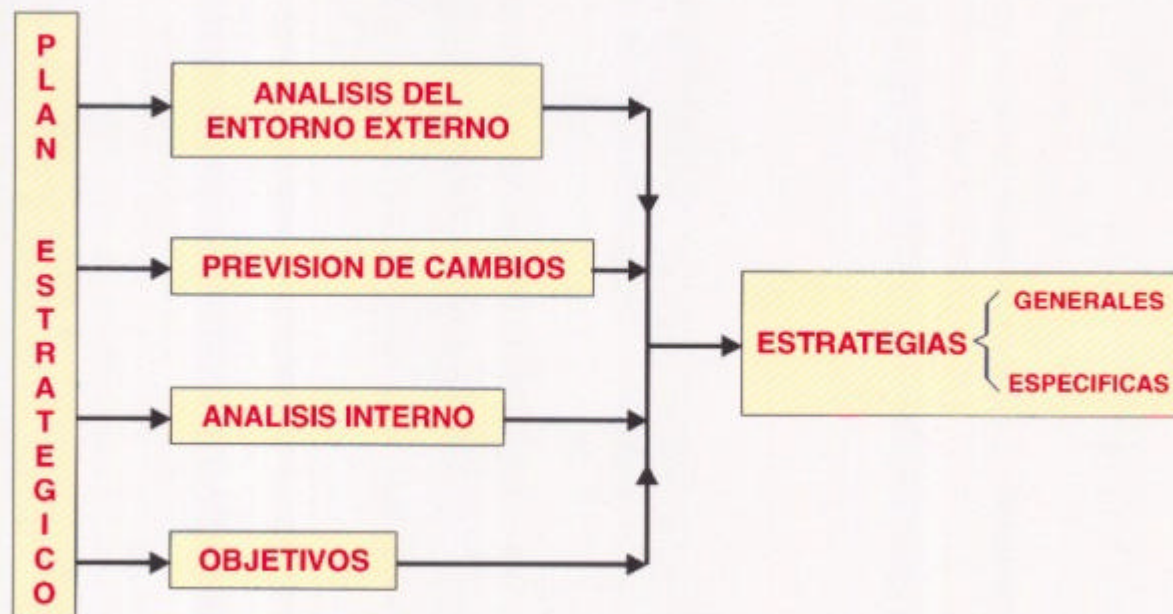 PLAN ESTRATEGICO
ANALISIS DEL
ENTORNO EXTERNO
PREVISION DE CAMBIOS
ANALISIS INTERNO
OBJETIVOS
ESTRATEGIAS
GENERALES
ESPECIFICAS